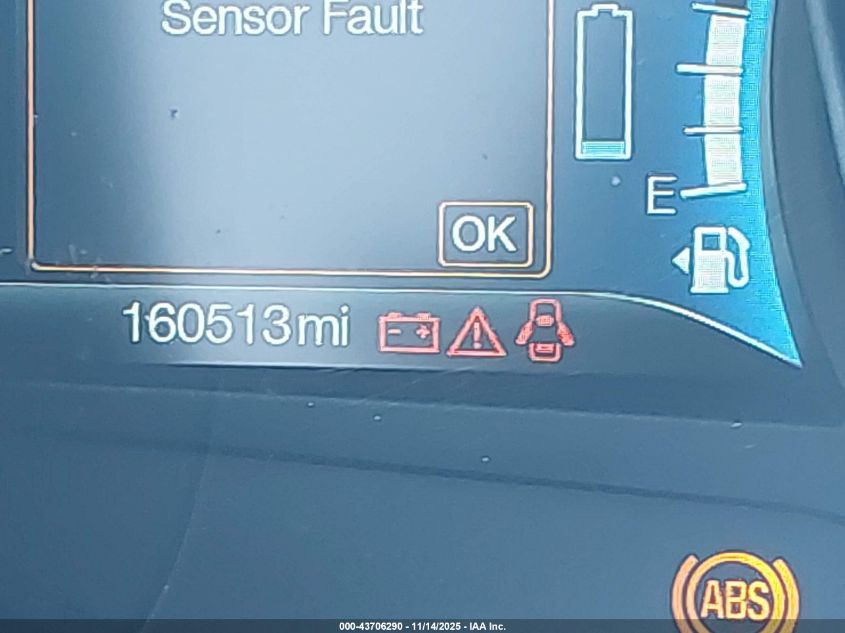 Sensor Fault
E
OK
160513mi
ABS
000-43706290 - 11/14/2025 - IAA Inc.